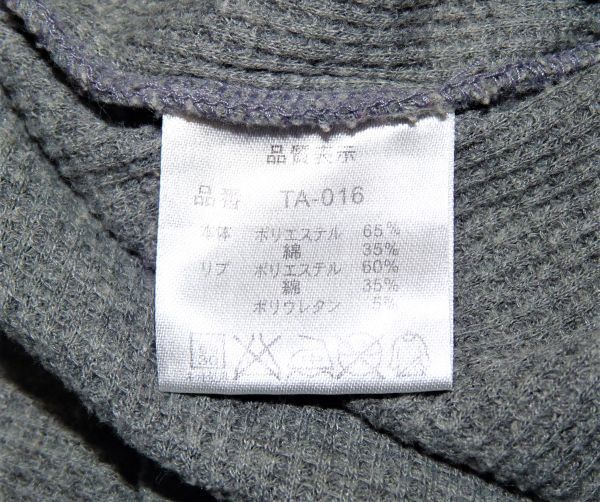 品質表示
品番 TA-016
本体 ポリエステル 65%
綿 35%
リブ ポリエステル 60%
綿 35%
ポリウレタン 5%